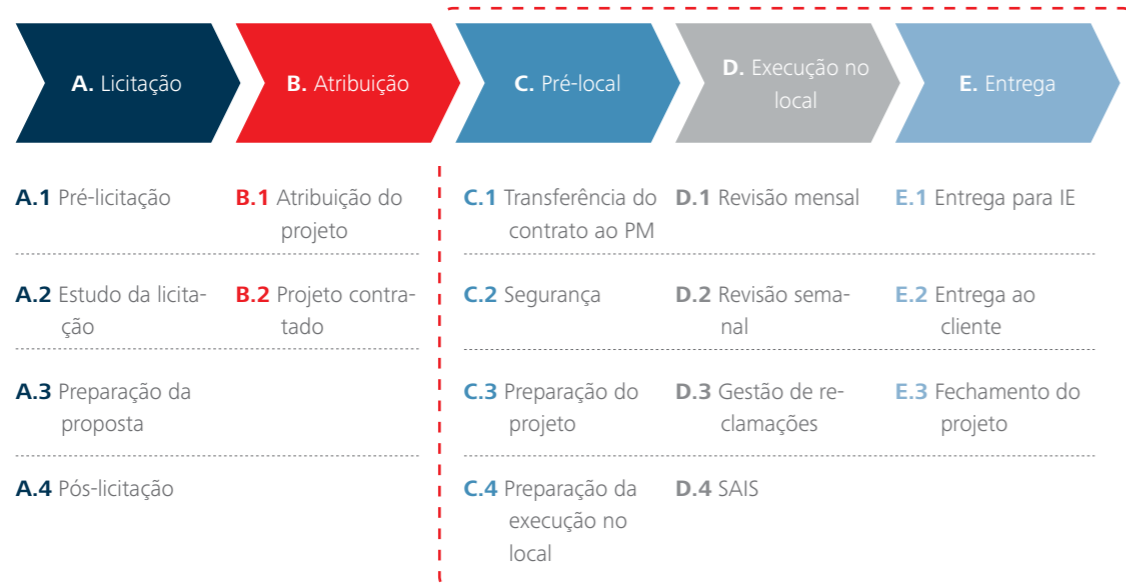 A. Licitação
B. Atribuição
C. Pré-local
D. Execução no
local
E. Entrega
A.1 Pré-licitação
B.1 Atribuição do
projeto
C.1 Transferência do
contrato ao PM
D.1 Revisão mensal
E.1 Entrega para IE
A.2 Estudo da licita-
ção
B.2 Projeto contra-
tado
C.2 Segurança
D.2 Revisão sema-
nal
E.2 Entrega ao
cliente
A.3 Preparação da
proposta
C.3 Preparação do
projeto
D.3 Gestão de re-
clamações
E.3 Fechamento do
projeto
A.4 Pós-licitação
C.4 Preparação da
execução no
local
D.4 SAIS